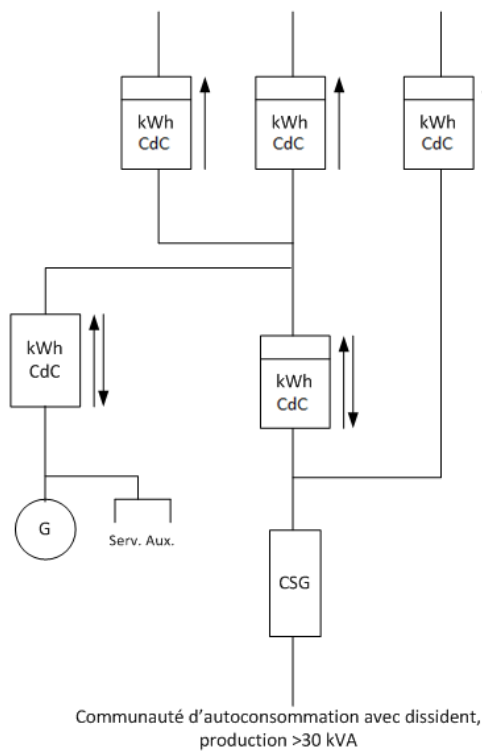 kWh
CdC
kWh
CdC
kWh
CdC
kWh
CdC
kWh
CdC
G
Serv. Aux.
CSG
Communauté d'autoconsommation avec dissident,
production >30 kVA